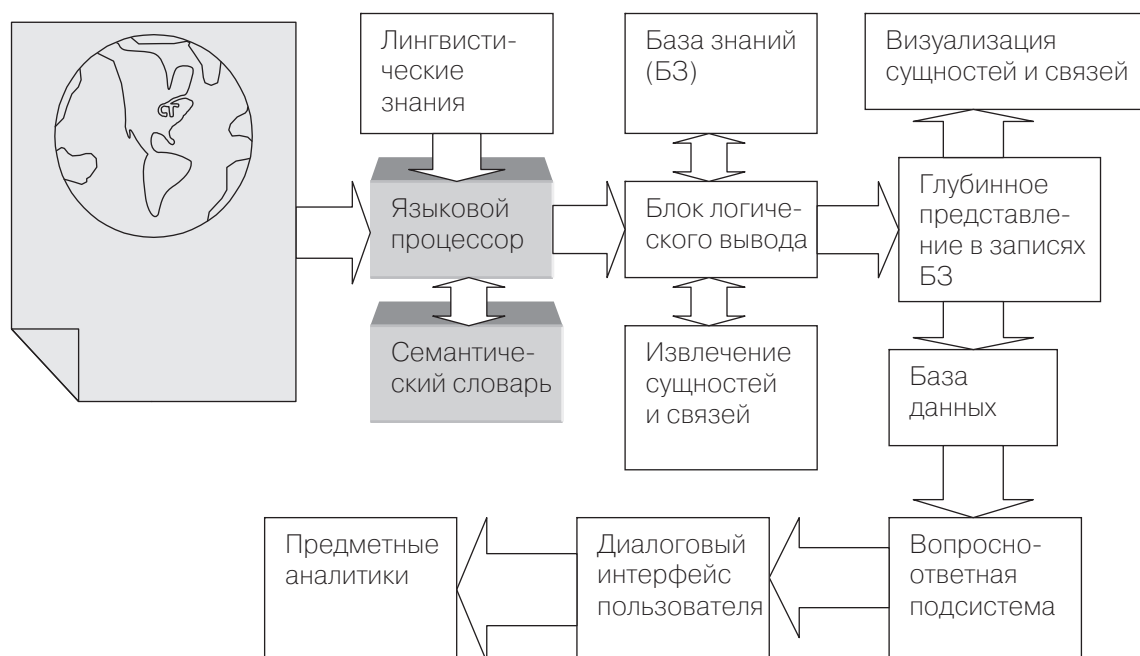 Лингвисти-
ческие
знания
База знаний
(БЗ)
Визуализация
сущностей и связей
Языковой
процессор
Блок логиче-
ского вывода
Глубинное
представле-
ние в записях
БЗ
Семантиче-
ский словарь
Извлечение
сущностей
и связей
База
данных
Предметные
аналитики
Диалоговый
интерфейс
пользователя
Вопросно-
ответная
подсистема